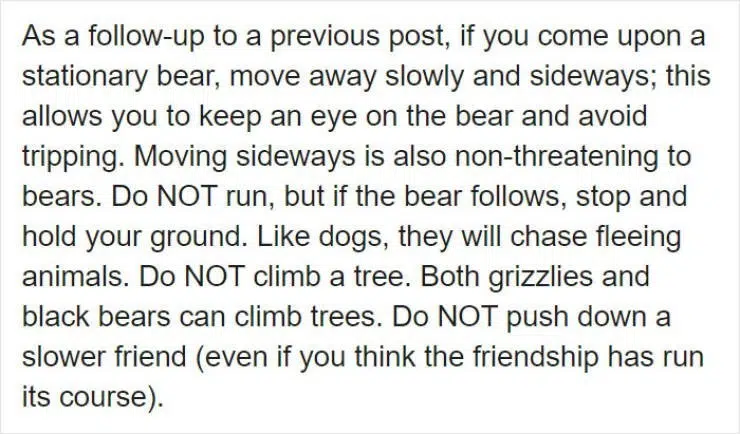 As a follow-up to a previous post, if you come upon a
stationary bear, move away slowly and sideways; this
allows you to keep an eye on the bear and avoid
tripping. Moving sideways is also non-threatening to
bears. Do NOT run, but if the bear follows, stop and
hold your ground. Like dogs, they will chase fleeing
animals. Do NOT climb a tree. Both grizzlies and
black bears can climb trees. Do NOT push down a
slower friend (even if you think the friendship has run
its course).